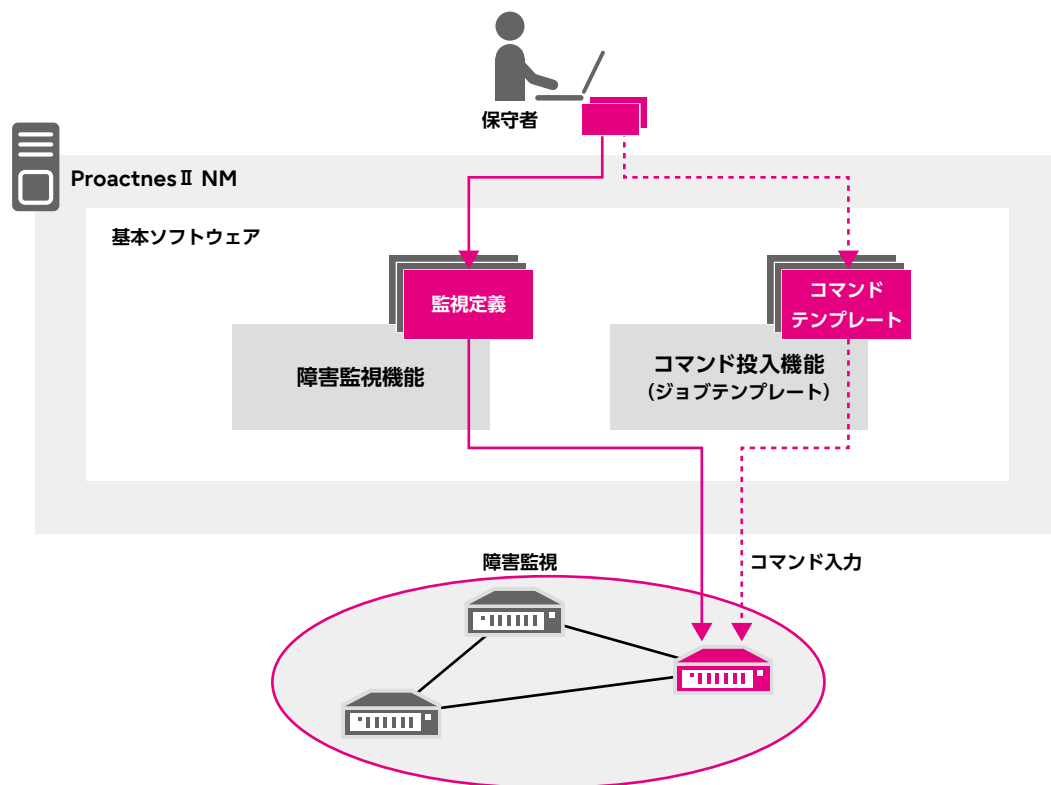 保守者
ProactnesⅡ NM
基本ソフトウェア
監視定義
コマンド
テンプレート
障害監視機能
コマンド投入機能
（ジョブテンプレート）
障害監視
コマンド入力